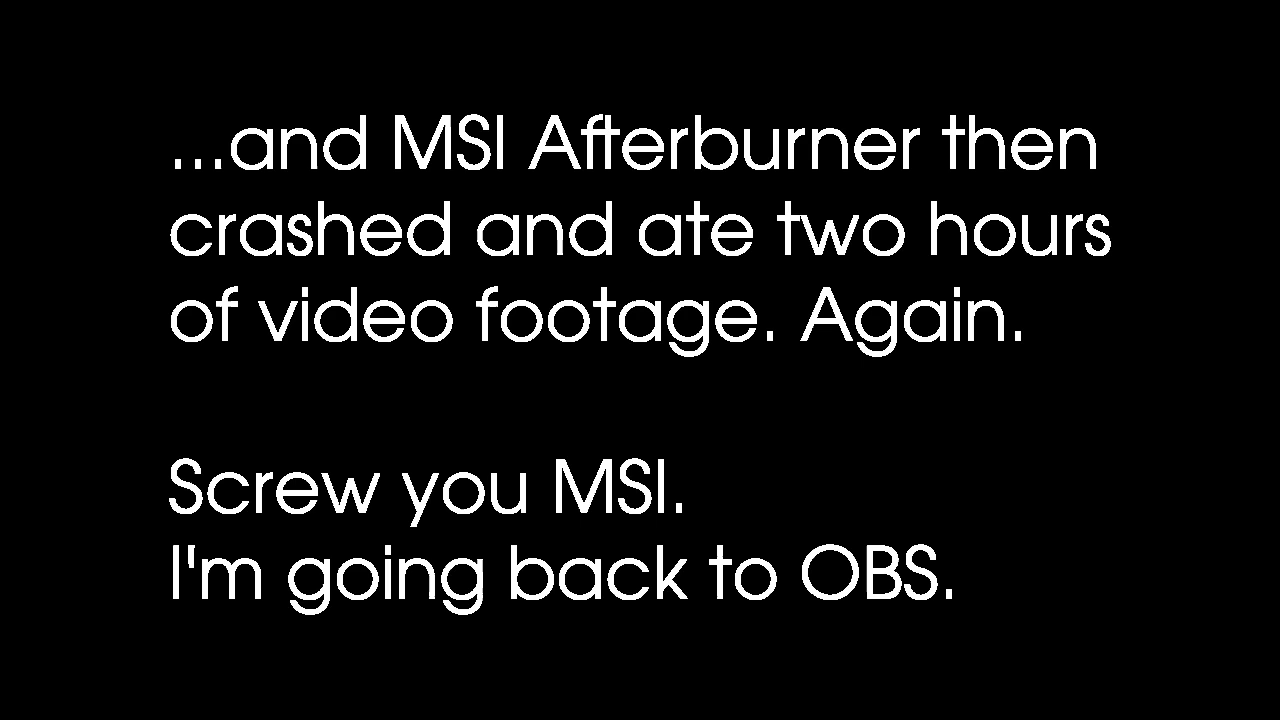 ...and MSI Afterburner then
crashed and ate two hours
of video footage. Again.
Screw you MSI.
I'm going back to OBS.